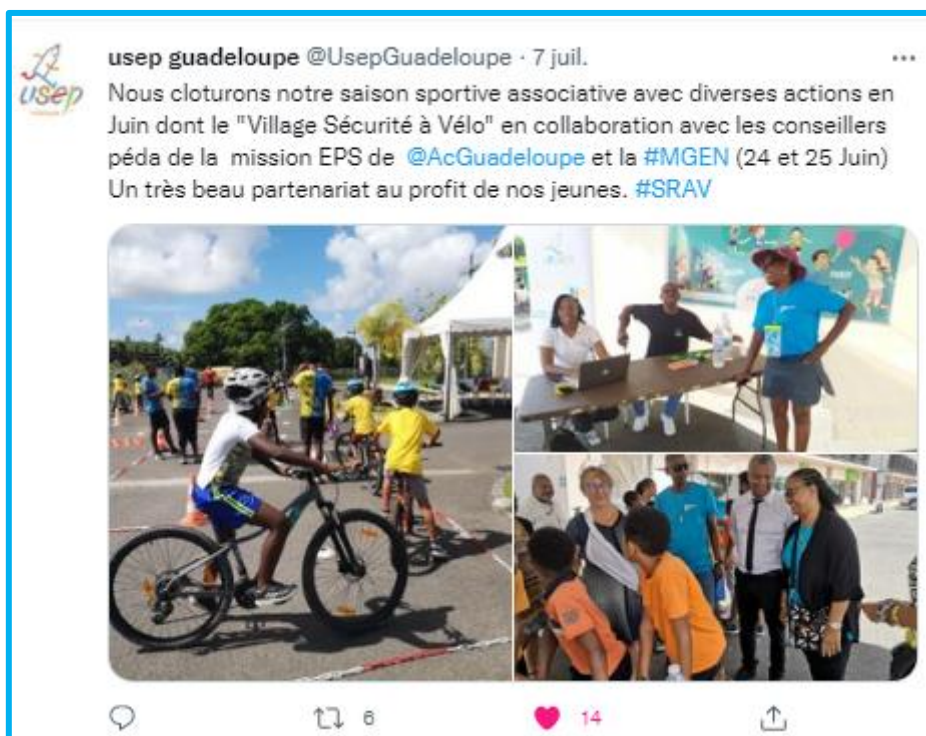 usep guadeloupe @UsepGuadeloupe · 7 juil.
usep
Nous cloturons notre saison sportive associative avec diverses actions en
Juin dont le "Village Sécurité à Vélo" en collaboration avec les conseillers
péda de la mission EPS de @AcGuadeloupe et la #MGEN (24 et 25 Juin)
Un très beau partenariat au profit de nos jeunes. #SRAV
6
14